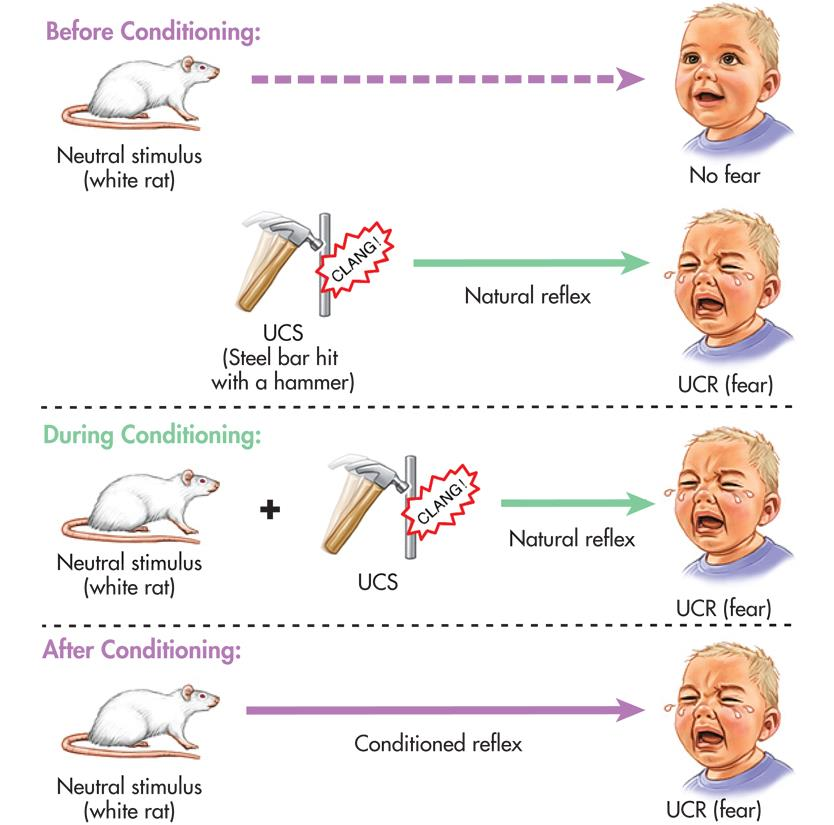 Before Conditioning:
Neutral stimulus
(white rat)
No fear
CLANG!
Natural reflex
UCS
(Steel bar hit
with a hammer)
UCR (fear)
During Conditioning:
Neutral stimulus
(white rat)
+
CLANG!
UCS
Natural reflex
UCR (fear)
After Conditioning:
Neutral stimulus
(white rat)
Conditioned reflex
UCR (fear)